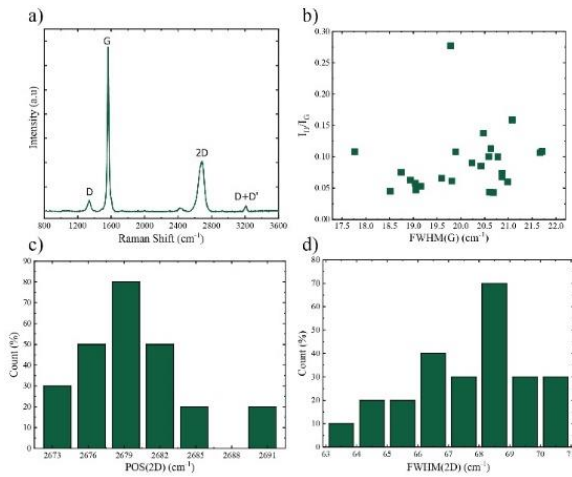 a)
G
D
2D
D+D'
Intensity (a.u)
800 1200 1600 2000 2400 2800 3200 3600
Raman Shift (cm⁻¹)
b)
0.30
0.25
0.20
0.15
0.10
0.05
0.00
I_D/I_G
17.5 18.0 18.5 19.0 19.5 20.0 20.5 21.0 21.5 22.0
FWHM(G) (cm⁻¹)
c)
90
80
70
60
50
40
30
20
10
0
Count (%)
2673 2676 2679 2682 2685 2688 2691
POS(2D) (cm⁻¹)
d)
80
70
60
50
40
30
20
10
0
Count (%)
63 64 65 66 67 68 69 70 71
FWHM(2D) (cm⁻¹)